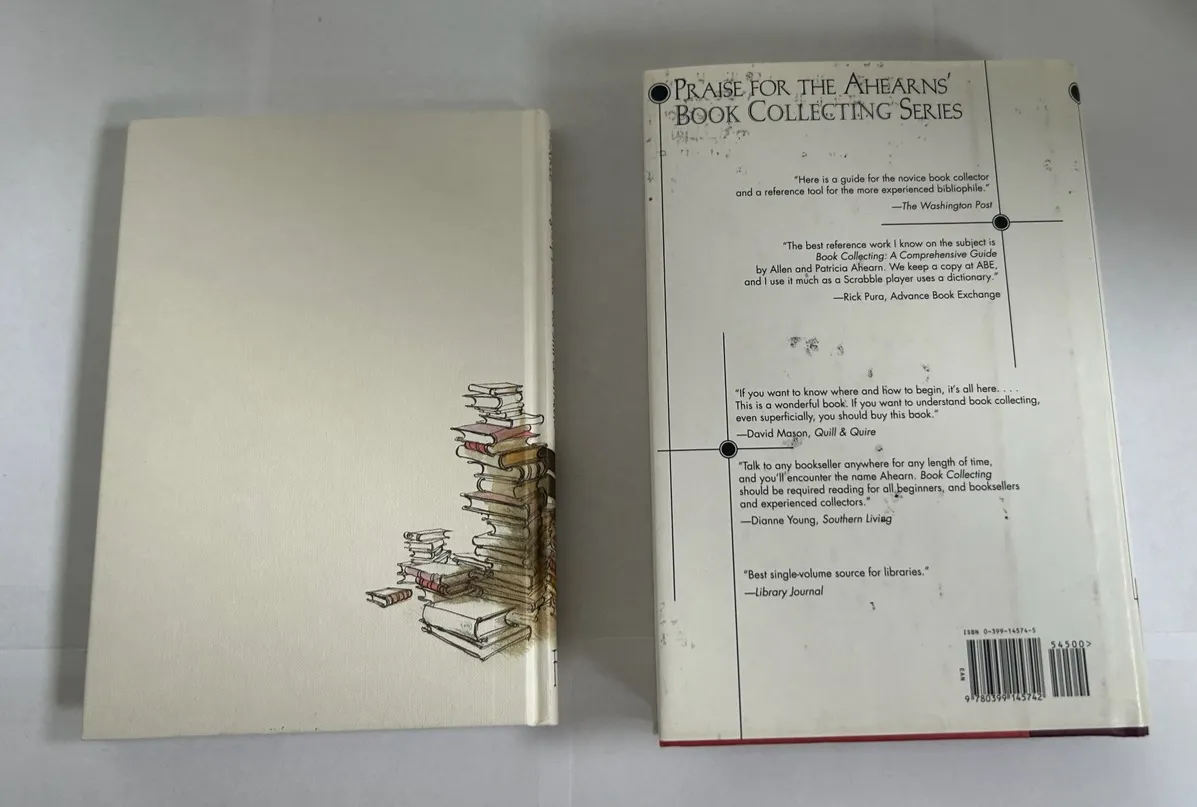 PRAISE FOR THE AHEARNS'
BOOK COLLECTING SERIES
"Here is a guide for the novice book collector
and a reference tool for the more experienced bibliophile."
—The Washington Post
"The best reference work I know on the subject is
Book Collecting: A Comprehensive Guide
by Allen and Patricia Ahearn. We keep a copy at ABE,
and I use it much as a Scrabble player uses a dictionary."
—Rick Pura, Advance Book Exchange
"If you want to know where and how to begin, it's all here. . . .
This is a wonderful book. If you want to understand book collecting,
even superficially, you should buy this book."
—David Mason, Quill & Quire
"Talk to any bookseller anywhere for any length of time,
and you'll encounter the name Ahearn. Book Collecting
should be required reading for all beginners, and booksellers
and experienced collectors."
—Dianne Young, Southern Living
"Best single-volume source for libraries."
—Library Journal
ISBN 0-399-14574-5
54500>
EAN
9 780399 145742